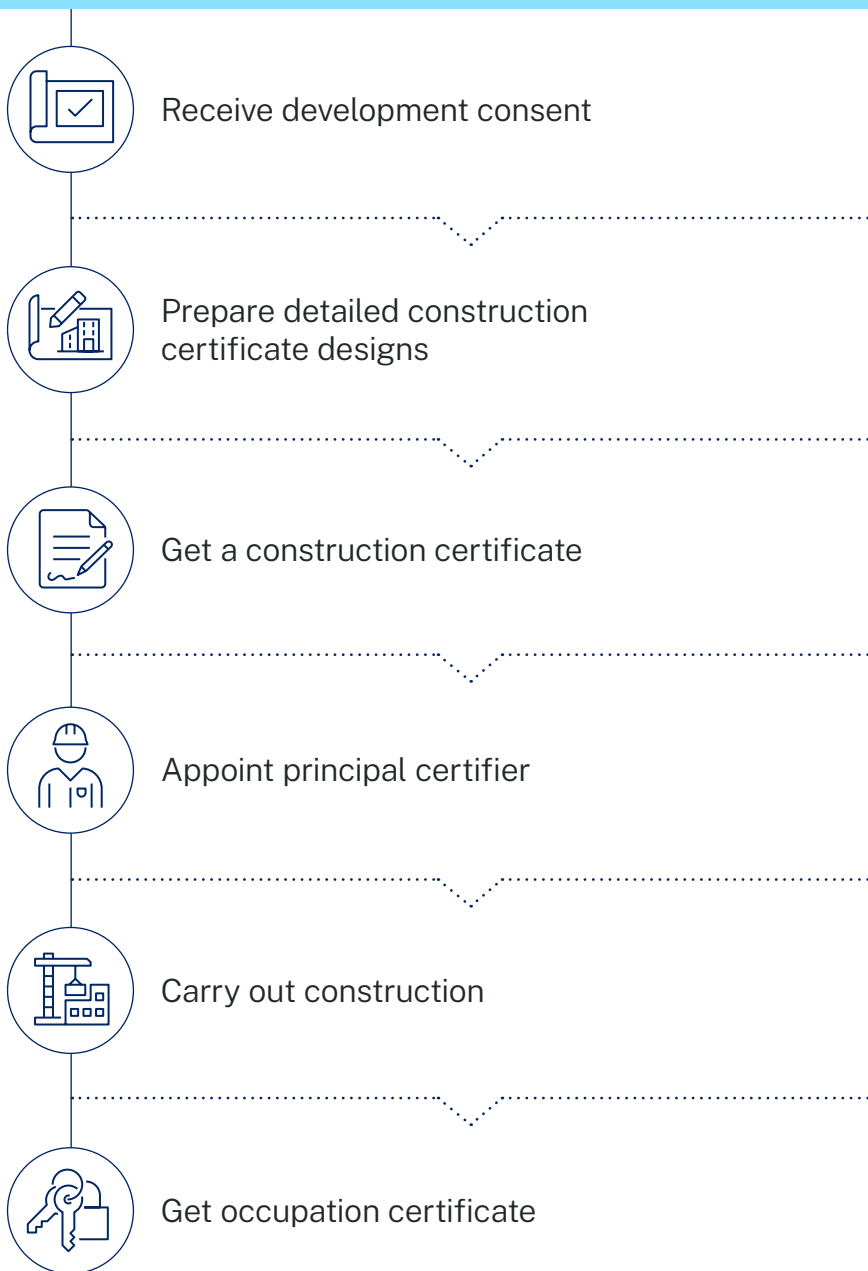 Receive development consent
Prepare detailed construction
certificate designs
Get a construction certificate
Appoint principal certifier
Carry out construction
Get occupation certificate